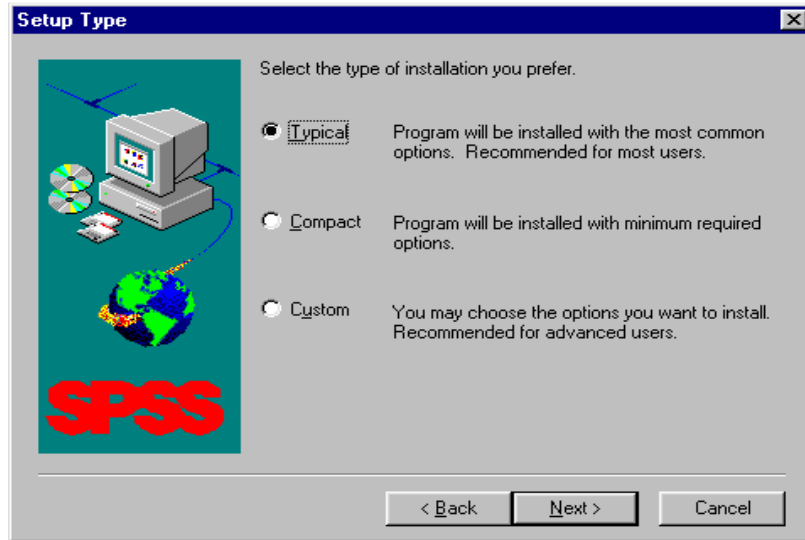 Setup Type
Select the type of installation you prefer.
Typical
Program will be installed with the most common
options. Recommended for most users.
Compact
Program will be installed with minimum required
options.
Custom
You may choose the options you want to install.
Recommended for advanced users.
SPSS
< Back
Next >
Cancel